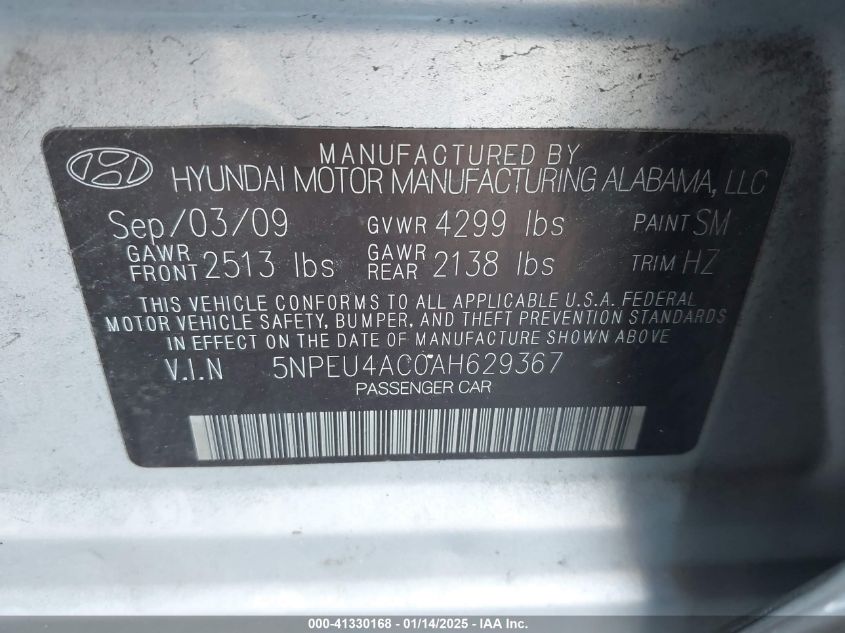 MANUFACTURED BY
HYUNDAI MOTOR MANUFACTURING ALABAMA, LLC
Sep/03/09 GVWR 4299 lbs PAINT SM
GAWR FRONT 2513 lbs GAWR REAR 2138 lbs TRIM HZ
THIS VEHICLE CONFORMS TO ALL APPLICABLE U.S.A. FEDERAL
MOTOR VEHICLE SAFETY, BUMPER, AND THEFT PREVENTION STANDARDS
IN EFFECT ON THE DATE OF MANUFACTURE SHOWN ABOVE
V.I.N 5NPEU4AC0AH629367
PASSENGER CAR
000-41330168 - 01/14/2025 - COPYRIGHT IAA, INC.